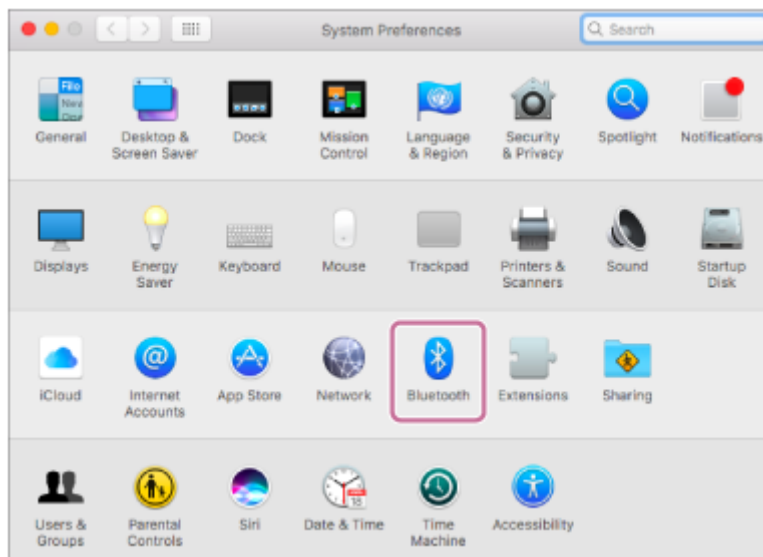 System Preferences
Search
General
Desktop &
Screen Saver
Dock
Mission
Control
Language
& Region
Security
& Privacy
Spotlight
Notifications
Displays
Energy
Saver
Keyboard
Mouse
Trackpad
Printers &
Scanners
Sound
Startup
Disk
iCloud
Internet
Accounts
App Store
Network
Bluetooth
Extensions
Sharing
Users &
Groups
Parental
Controls
Siri
Date & Time
Time
Machine
Accessibility